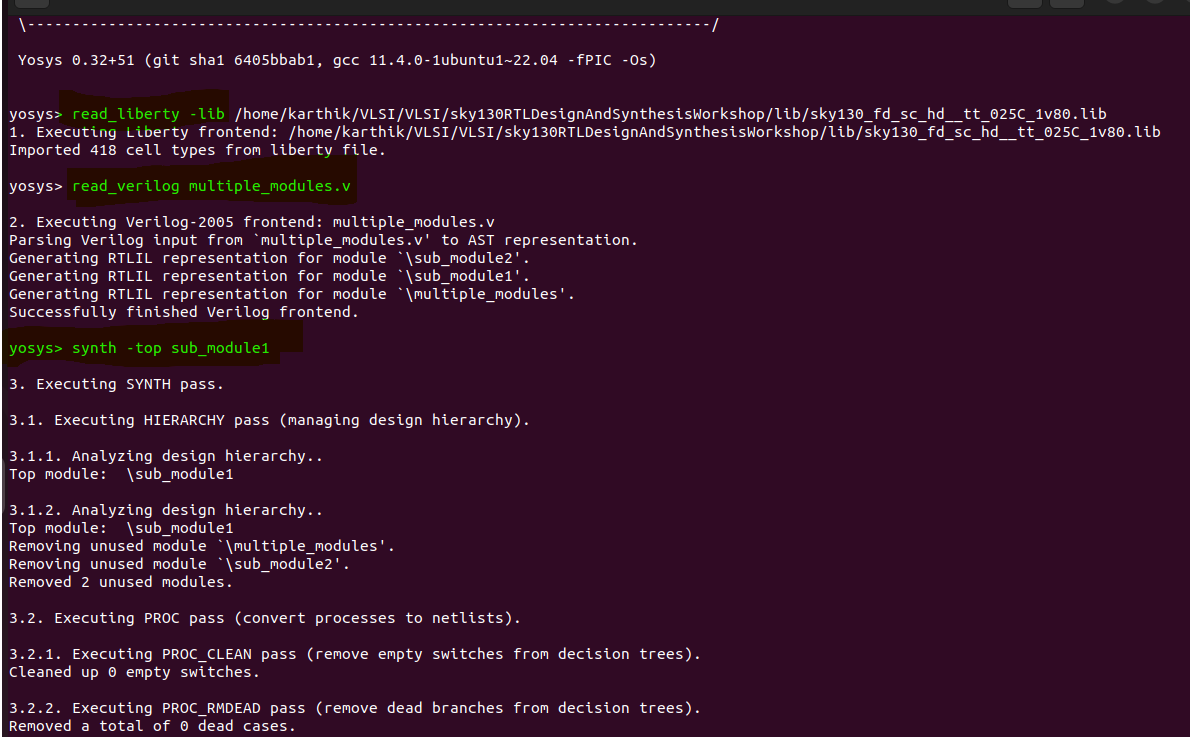 \----------------------------------------------------------------------------/
Yosys 0.32+51 (git sha1 6405bbab1, gcc 11.4.0-1ubuntu1~22.04 -fPIC -Os)
yosys> read_liberty -lib /home/karthik/VLSI/VLSI/sky130RTLDesignAndSynthesisWorkshop/lib/sky130_fd_sc_hd__tt_025C_1v80.lib
1. Executing Liberty frontend: /home/karthik/VLSI/VLSI/sky130RTLDesignAndSynthesisWorkshop/lib/sky130_fd_sc_hd__tt_025C_1v80.lib
Imported 418 cell types from liberty file.
yosys> read_verilog multiple_modules.v
2. Executing Verilog-2005 frontend: multiple_modules.v
Parsing Verilog input from `multiple_modules.v' to AST representation.
Generating RTLIL representation for module `\sub_module2'.
Generating RTLIL representation for module `\sub_module1'.
Generating RTLIL representation for module `\multiple_modules'.
Successfully finished Verilog frontend.
yosys> synth -top sub_module1
3. Executing SYNTH pass.
3.1. Executing HIERARCHY pass (managing design hierarchy).
3.1.1. Analyzing design hierarchy..
Top module:  \sub_module1
3.1.2. Analyzing design hierarchy..
Top module:  \sub_module1
Removing unused module `\multiple_modules'.
Removing unused module `\sub_module2'.
Removed 2 unused modules.
3.2. Executing PROC pass (convert processes to netlists).
3.2.1. Executing PROC_CLEAN pass (remove empty switches from decision trees).
Cleaned up 0 empty switches.
3.2.2. Executing PROC_RMDEAD pass (remove dead branches from decision trees).
Removed a total of 0 dead cases.